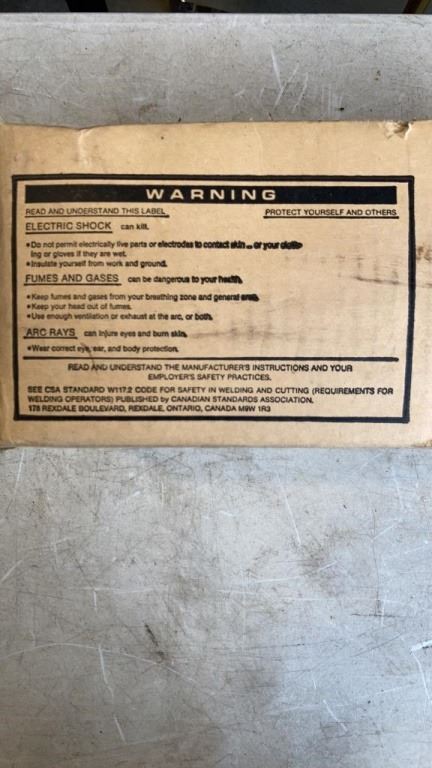 WARNING
READ AND UNDERSTAND THIS LABEL PROTECT YOURSELF AND OTHERS
ELECTRIC SHOCK can kill.
•Do not permit electrically live parts or electrodes to contact skin ... or your cloth-
ing or gloves if they are wet.
•Insulate yourself from work and ground.
FUMES AND GASES can be dangerous to your health.
•Keep fumes and gases from your breathing zone and general area.
•Keep your head out of fumes.
•Use enough ventilation or exhaust at the arc, or both.
ARC RAYS can injure eyes and burn skin.
•Wear correct eye, ear, and body protection.
READ AND UNDERSTAND THE MANUFACTURER'S INSTRUCTIONS AND YOUR
EMPLOYER'S SAFETY PRACTICES.
SEE CSA STANDARD W117.2 CODE FOR SAFETY IN WELDING AND CUTTING (REQUIREMENTS FOR
WELDING OPERATORS) PUBLISHED by CANADIAN STANDARDS ASSOCIATION.
178 REXDALE BOULEVARD, REXDALE, ONTARIO, CANADA M9W 1R3